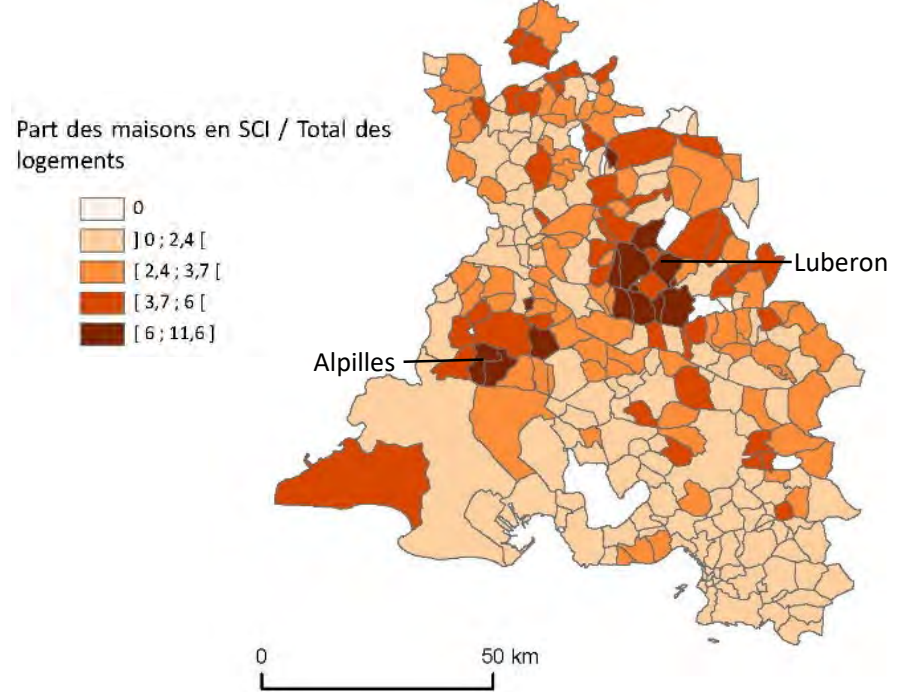 Part des maisons en SCI / Total des
logements
0
] 0 ; 2,4 [
[ 2,4 ; 3,7 [
[ 3,7 ; 6 [
[ 6 ; 11,6 ]
Luberon
Alpilles
0 50 km